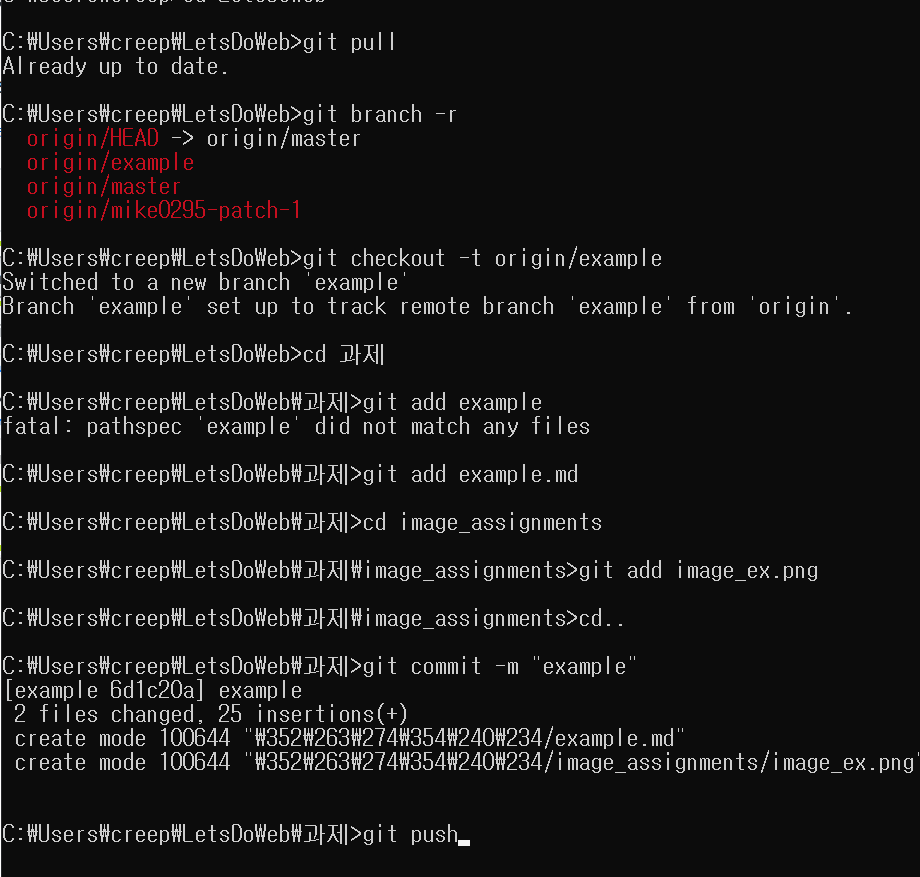 C:₩Users₩creep₩LetsDoWeb>git pull
Already up to date.
C:₩Users₩creep₩LetsDoWeb>git branch -r
origin/HEAD -> origin/master
origin/example
origin/master
origin/mike0295-patch-1
C:₩Users₩creep₩LetsDoWeb>git checkout -t origin/example
Switched to a new branch 'example'
Branch 'example' set up to track remote branch 'example' from 'origin'.
C:₩Users₩creep₩LetsDoWeb>cd 과제
C:₩Users₩creep₩LetsDoWeb₩과제>git add example
fatal: pathspec 'example' did not match any files
C:₩Users₩creep₩LetsDoWeb₩과제>git add example.md
C:₩Users₩creep₩LetsDoWeb₩과제>cd image_assignments
C:₩Users₩creep₩LetsDoWeb₩과제₩image_assignments>git add image_ex.png
C:₩Users₩creep₩LetsDoWeb₩과제₩image_assignments>cd..
C:₩Users₩creep₩LetsDoWeb₩과제>git commit -m "example"
[example 6d1c20a] example
2 files changed, 25 insertions(+)
create mode 100644 "₩352₩263₩274₩354₩240₩234/example.md"
create mode 100644 "₩352₩263₩274₩354₩240₩234/image_assignments/image_ex.png"
C:₩Users₩creep₩LetsDoWeb₩과제>git push